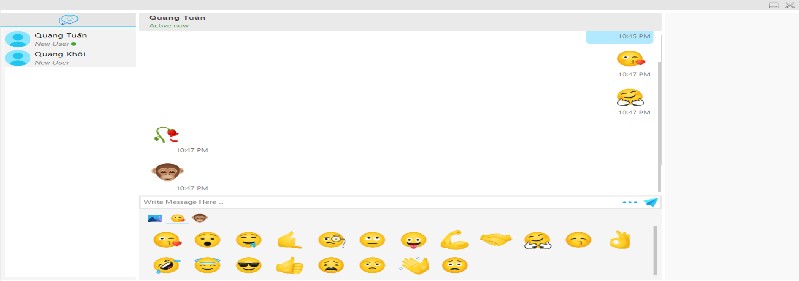 Quang Tuấn
New User
Quang Khôi
New User
Quang Tuấn
Active now
10:45 PM
10:47 PM
10:47 PM
10:47 PM
10:47 PM
Write Message Here ...